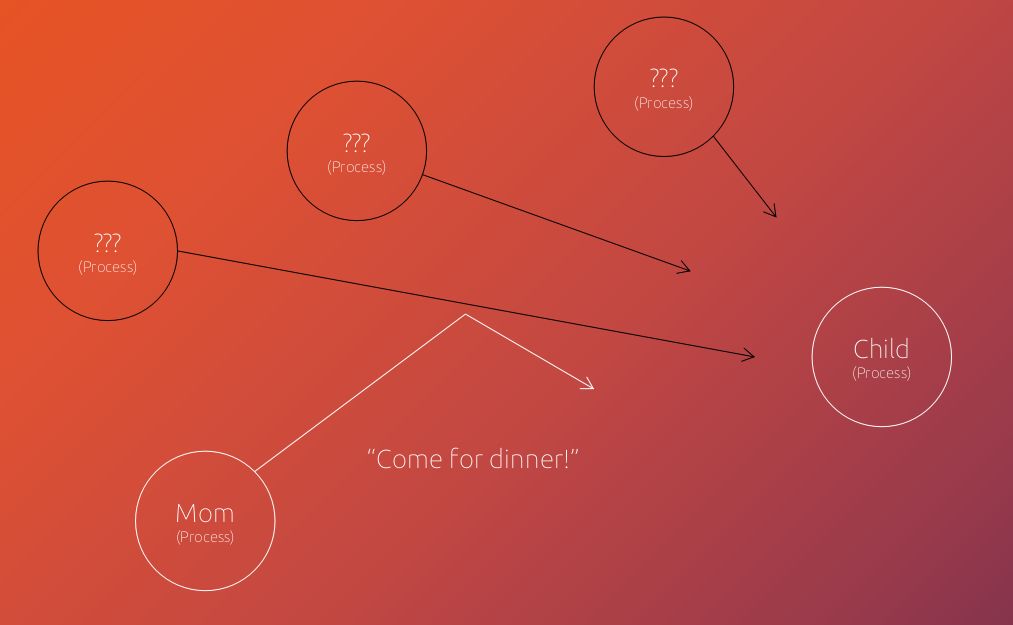 ???
(Process)
???
(Process)
???
(Process)
Child
(Process)
“Come for dinner!”
Mom
(Process)